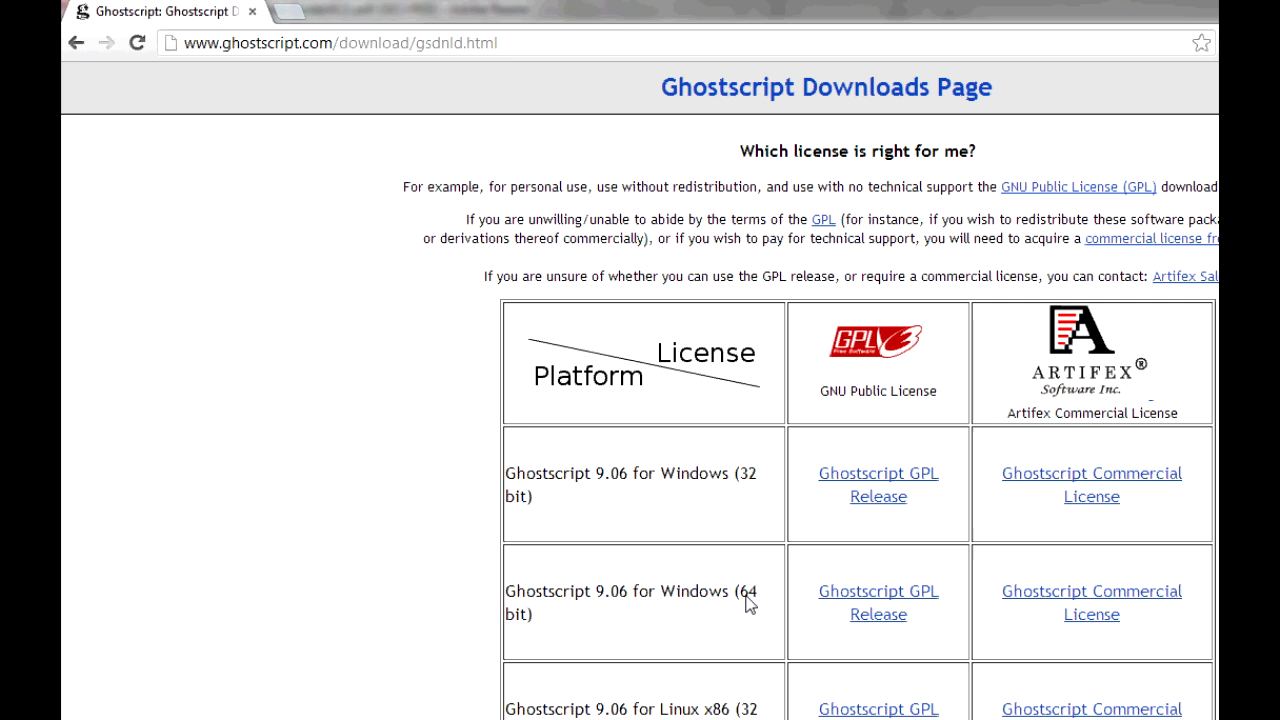 Ghostscript: Ghostscript D
www.ghostscript.com/download/gsdnld.html
Ghostscript Downloads Page
Which license is right for me?
For example, for personal use, use without redistribution, and use with no technical support the GNU Public License (GPL) download
If you are unwilling/unable to abide by the terms of the GPL (for instance, if you wish to redistribute these software pack
or derivations thereof commercially), or if you wish to pay for technical support, you will need to acquire a commercial license fr
If you are unsure of whether you can use the GPL release, or require a commercial license, you can contact: Artifex Sal
License
Platform
GPLv3
Free Software
GNU Public License
ARTIFEX®
Software Inc.
Artifex Commercial License
Ghostscript 9.06 for Windows (32
bit)
Ghostscript GPL
Release
Ghostscript Commercial
License
Ghostscript 9.06 for Windows (64
bit)
Ghostscript GPL
Release
Ghostscript Commercial
License
Ghostscript 9.06 for Linux x86 (32
Ghostscript GPL
Ghostscript Commercial